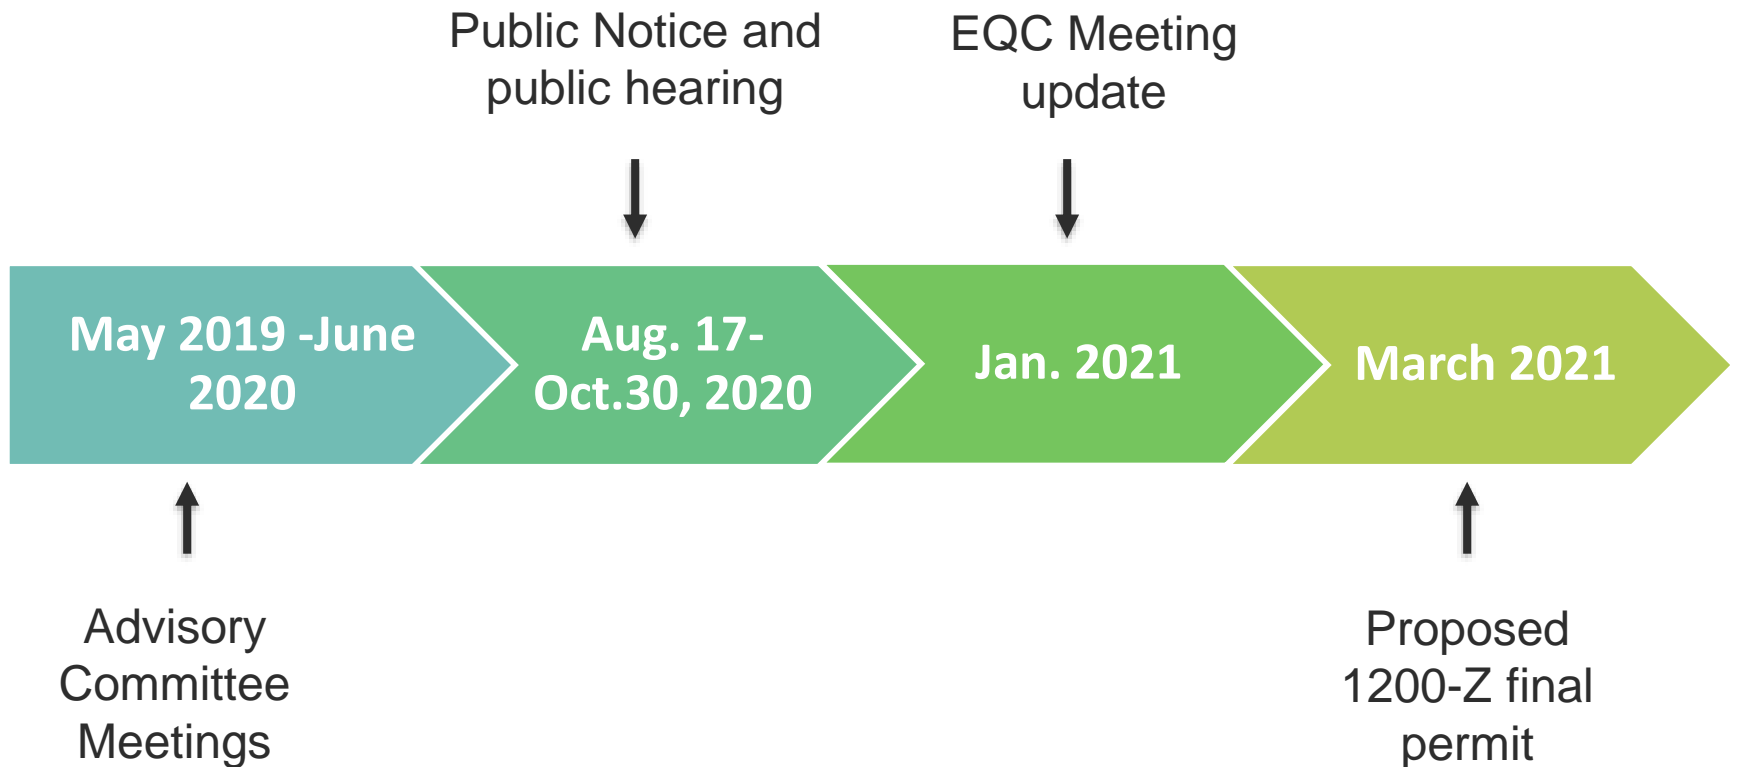 Public Notice and
public hearing
EQC Meeting
update
May 2019 -June
2020
Aug. 17-
Oct.30, 2020
Jan. 2021
March 2021
Advisory
Committee
Meetings
Proposed
1200-Z final
permit